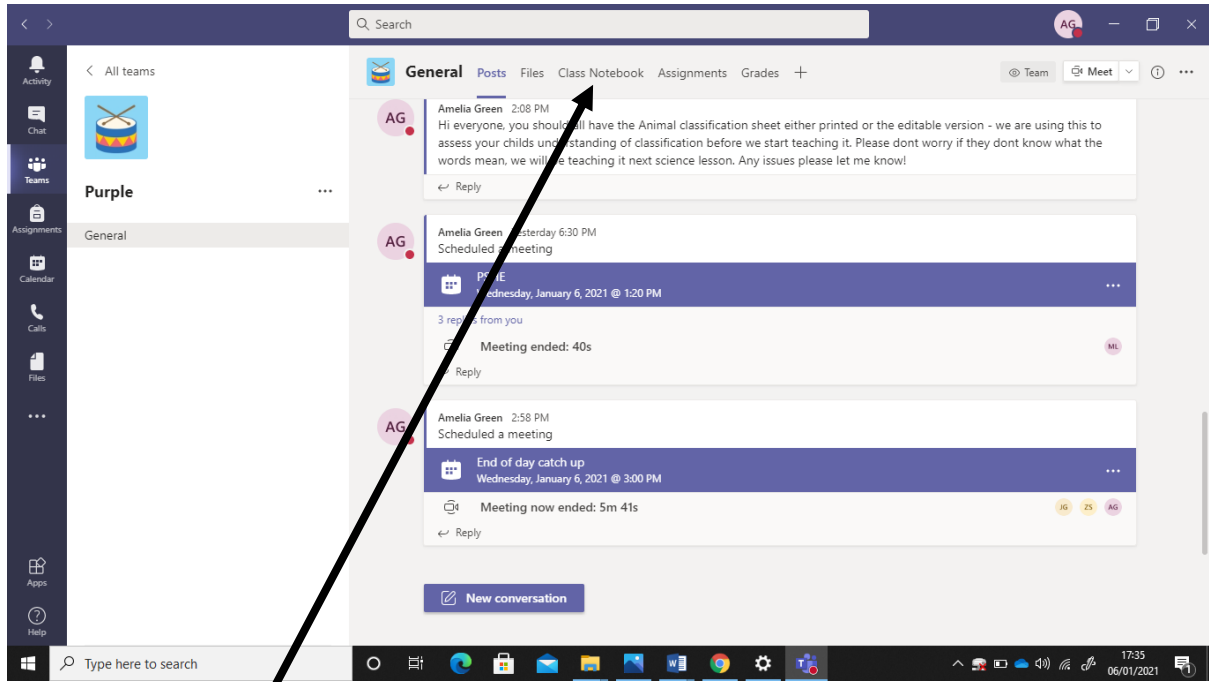 Search
AG
Activity
Chat
Teams
Assignments
Calendar
Calls
Files
Apps
Help
All teams
Purple
General
General Posts Files Class Notebook Assignments Grades
Team Meet
AG
Amelia Green 2:08 PM
Hi everyone, you should all have the Animal classification sheet either printed or the editable version - we are using this to
assess your childs understanding of classification before we start teaching it. Please dont worry if they dont know what the
words mean, we will be teaching it next science lesson. Any issues please let me know!
Reply
AG
Amelia Green Yesterday 6:30 PM
Scheduled a meeting
PSHE
Wednesday, January 6, 2021 @ 1:20 PM
3 replies from you
Meeting ended: 40s
ML
Reply
AG
Amelia Green 2:58 PM
Scheduled a meeting
End of day catch up
Wednesday, January 6, 2021 @ 3:00 PM
Meeting now ended: 5m 41s
JG ZS AG
Reply
New conversation
Type here to search
17:35
06/01/2021